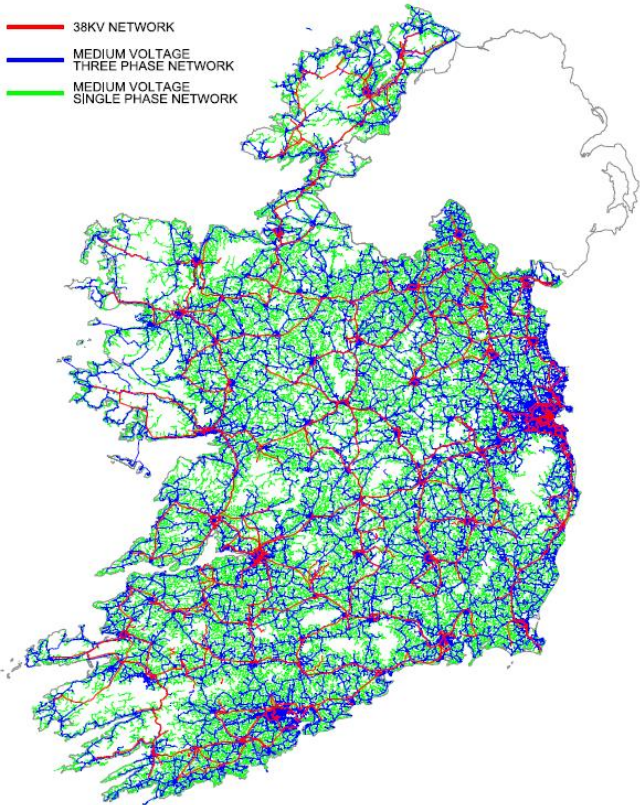 38KV NETWORK
MEDIUM VOLTAGE
THREE PHASE NETWORK
MEDIUM VOLTAGE
SINGLE PHASE NETWORK